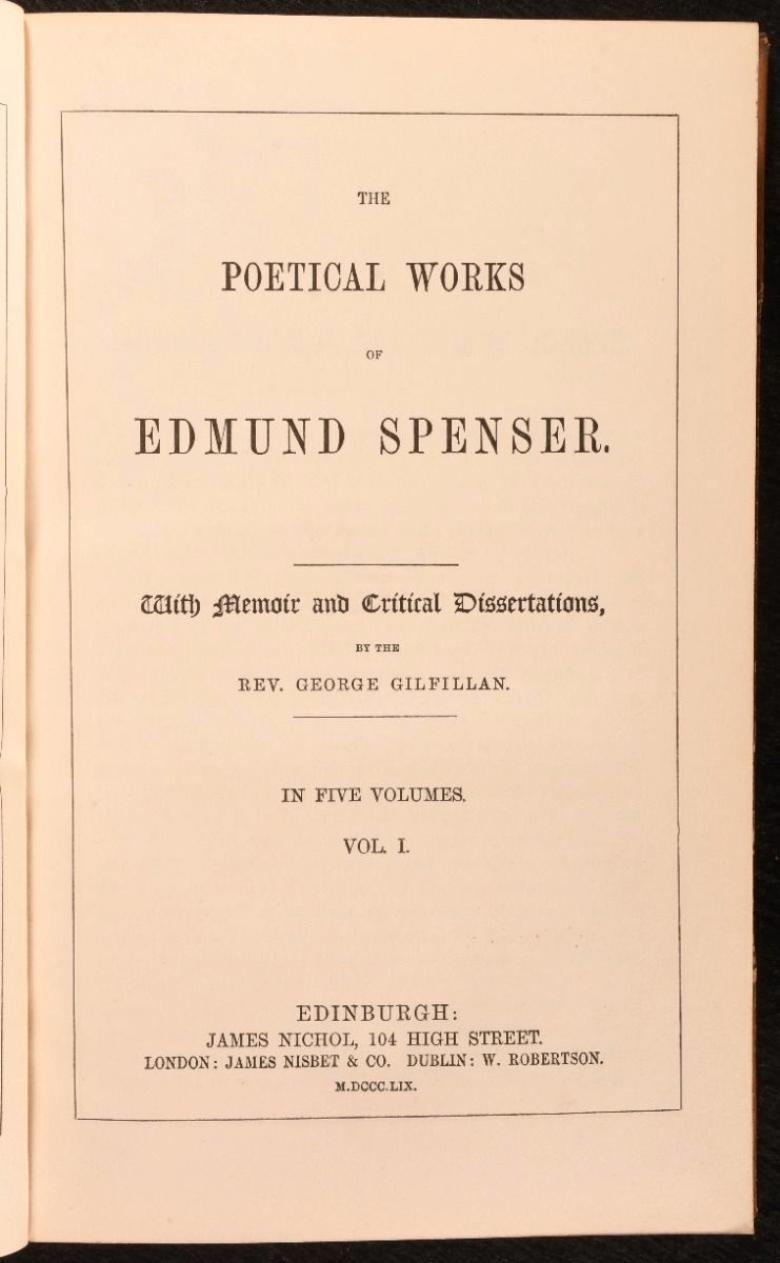 THE
POETICAL WORKS
OF
EDMUND SPENSER.
With Memoir and Critical Dissertations,
BY THE
REV. GEORGE GILFILLAN.
IN FIVE VOLUMES.
VOL. I.
EDINBURGH:
JAMES NICHOL, 104 HIGH STREET.
LONDON: JAMES NISBET & CO. DUBLIN: W. ROBERTSON.
M.DCCC.LIX.